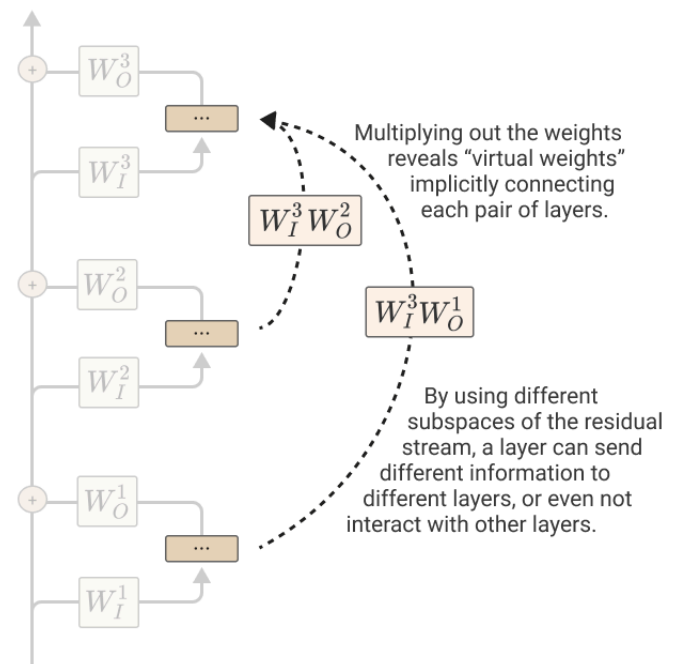 +
W_O^3
...
Multiplying out the weights
reveals “virtual weights”
implicitly connecting
each pair of layers.
W_I^3
W_I^3 W_O^2
+
W_O^2
W_I^3 W_O^1
...
W_I^2
By using different
subspaces of the residual
stream, a layer can send
different information to
different layers, or even not
interact with other layers.
+
W_O^1
...
W_I^1